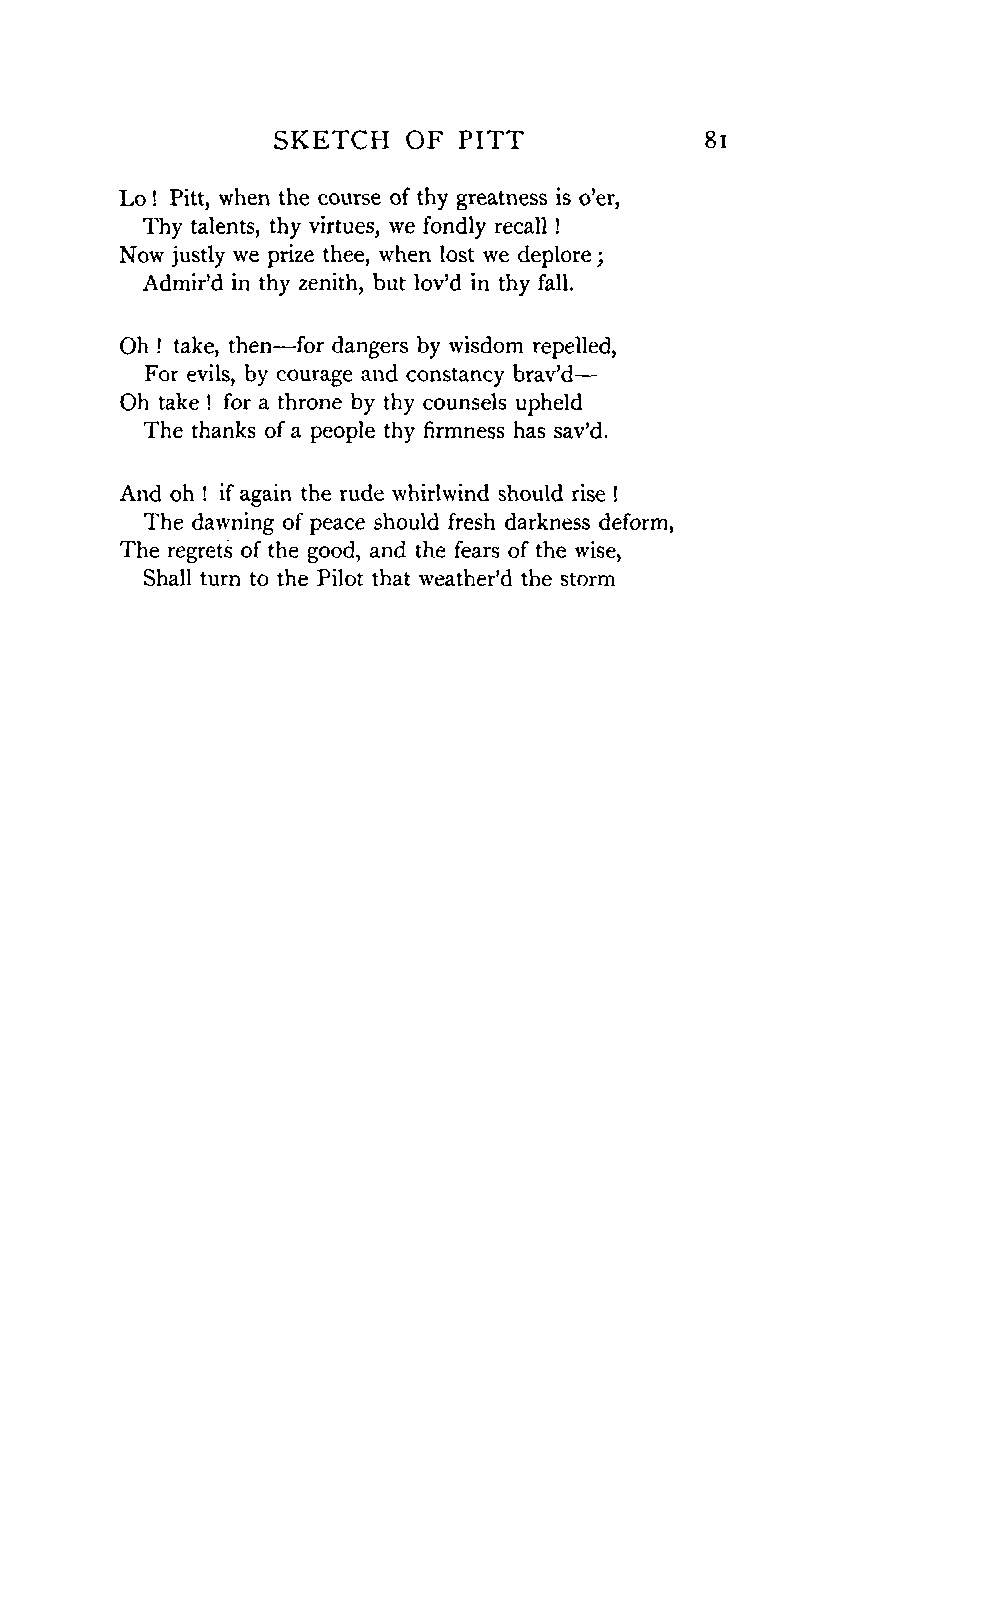 SKETCH OF PITT 81
Lo! Pitt, when the course of thy greatness is o'er,
Thy talents, thy virtues, we fondly recall!
Now justly we prize thee, when lost we deplore;
Admir'd in thy zenith, but lov'd in thy fall.
Oh! take, then—for dangers by wisdom repelled,
For evils, by courage and constancy brav'd—
Oh take! for a throne by thy counsels upheld
The thanks of a people thy firmness has sav'd.
And oh! if again the rude whirlwind should rise!
The dawning of peace should fresh darkness deform,
The regrets of the good, and the fears of the wise,
Shall turn to the Pilot that weather'd the storm